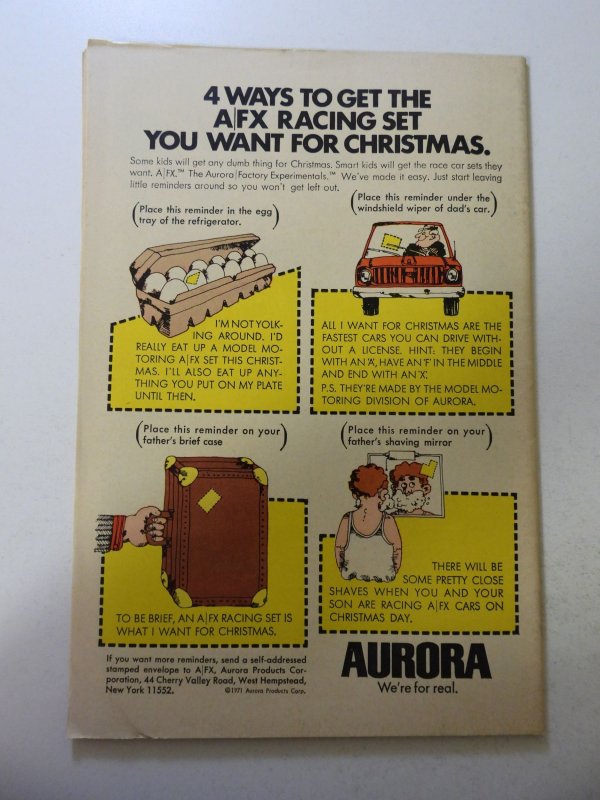 4 WAYS TO GET THE
A|FX RACING SET
YOU WANT FOR CHRISTMAS.
Some kids will get any dumb thing for Christmas. Smart kids will get the race car sets they
want. A|FX.™ The Aurora|Factory Experimentals.™ We've made it easy. Just start leaving
little reminders around so you won't get left out.
(Place this reminder in the egg
tray of the refrigerator.)
I'M NOT YOLK-
ING AROUND. I'D
REALLY EAT UP A MODEL MO-
TORING A|FX SET THIS CHRIST-
MAS. I'LL ALSO EAT UP ANY-
THING YOU PUT ON MY PLATE
UNTIL THEN.
(Place this reminder under the
windshield wiper of dad's car.)
ALL I WANT FOR CHRISTMAS ARE THE
FASTEST CARS YOU CAN DRIVE WITH-
OUT A LICENSE. HINT: THEY BEGIN
WITH AN 'A', HAVE AN 'F' IN THE MIDDLE
AND END WITH AN 'X'.
P.S. THEY'RE MADE BY THE MODEL MO-
TORING DIVISION OF AURORA.
(Place this reminder on your
father's brief case)
TO BE BRIEF, AN A|FX RACING SET IS
WHAT I WANT FOR CHRISTMAS.
(Place this reminder on your
father's shaving mirror)
THERE WILL BE
SOME PRETTY CLOSE
SHAVES WHEN YOU AND YOUR
SON ARE RACING A|FX CARS ON
CHRISTMAS DAY.
If you want more reminders, send a self-addressed
stamped envelope to A|FX, Aurora Products Cor-
poration, 44 Cherry Valley Road, West Hempstead,
New York 11552. ©1971 Aurora Products Corp.
AURORA
We're for real.